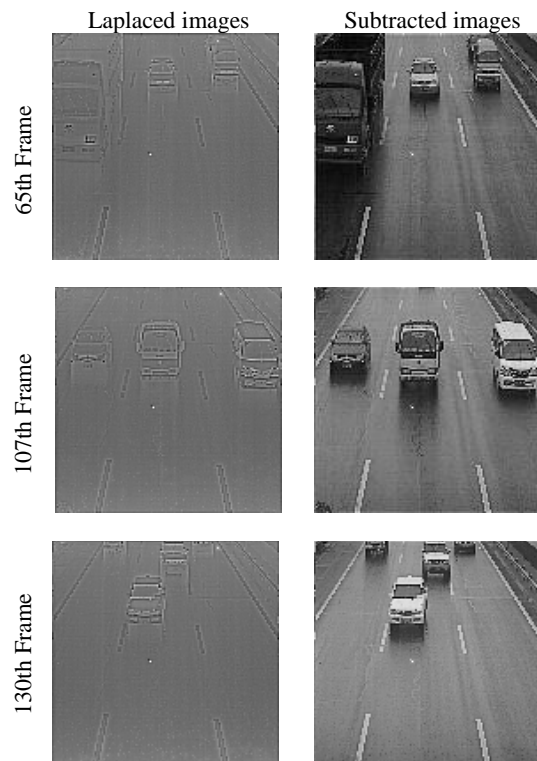 Laplaced images
Subtracted images
65th Frame
107th Frame
130th Frame